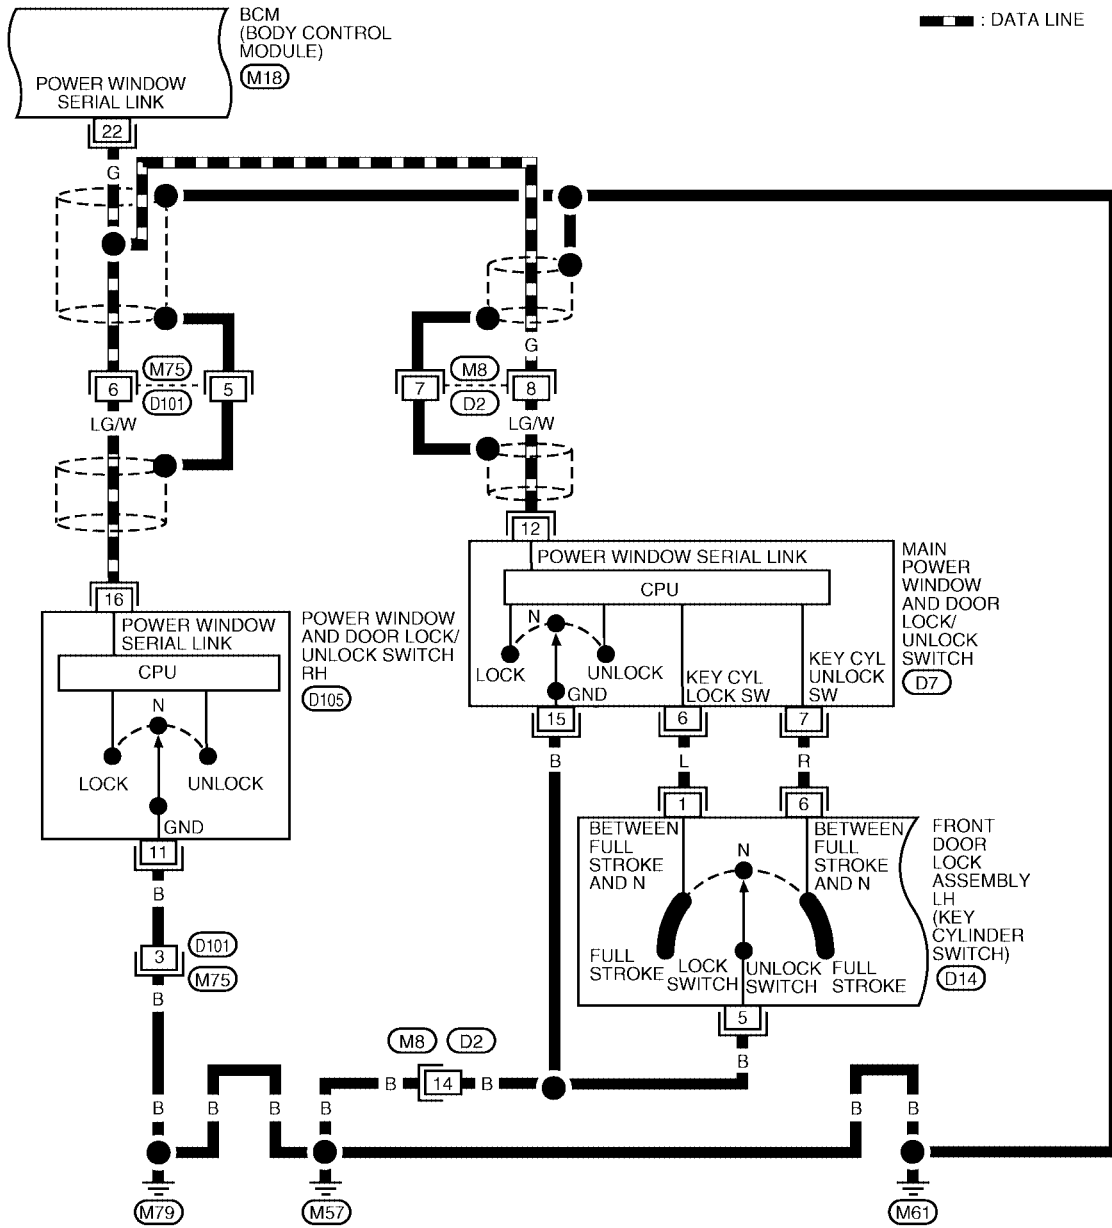 BCM
(BODY CONTROL
MODULE)
M18
: DATA LINE
POWER WINDOW
SERIAL LINK
22
G
G
6
M75
D101
5
7
M8
D2
8
LG/W
LG/W
12
16
POWER WINDOW SERIAL LINK
CPU
N
LOCK
UNLOCK
GND
KEY CYL
LOCK SW
KEY CYL
UNLOCK
SW
MAIN
POWER
WINDOW
AND DOOR
LOCK/
UNLOCK
SWITCH
D7
POWER WINDOW
SERIAL LINK
CPU
N
LOCK
UNLOCK
GND
POWER WINDOW
AND DOOR LOCK/
UNLOCK SWITCH
RH
D105
15
6
7
B
L
R
1
6
11
B
BETWEEN
FULL
STROKE
AND N
N
BETWEEN
FULL
STROKE
AND N
FULL
STROKE
LOCK
SWITCH
UNLOCK
SWITCH
FULL
STROKE
FRONT
DOOR
LOCK
ASSEMBLY
LH
(KEY
CYLINDER
SWITCH)
D14
3
D101
M75
B
5
B
M8
D2
B
14
B
B
B
B
B
B
B
M79
M57
M61